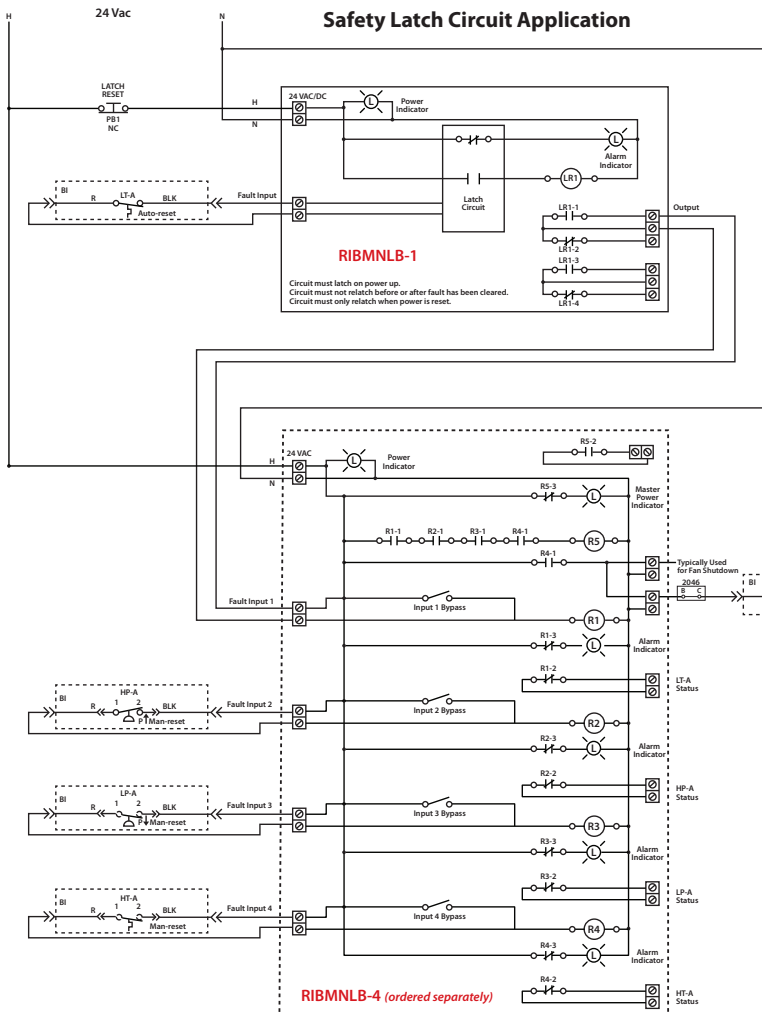 H
24 Vac
N
Safety Latch Circuit Application
LATCH
RESET
PB1
NC
H
N
24 VAC/DC
L
Power
Indicator
L
Alarm
Indicator
LR1
Latch
Circuit
BI
R
LT-A
BLK
Auto-reset
Fault Input
LR1-1
Output
LR1-2
RIBMNLB-1
LR1-3
LR1-4
Circuit must latch on power up.
Circuit must not relatch before or after fault has been cleared.
Circuit must only relatch when power is reset.
R5-2
24 VAC
H
N
L
Power
Indicator
R5-3
L
Master
Power
Indicator
R1-1
R2-1
R3-1
R4-1
R5
R4-1
Typically Used
for Fan Shutdown
2046
B C
BI
Fault Input 1
Input 1 Bypass
R1
R1-3
L
Alarm
Indicator
R1-2
LT-A
Status
BI
HP-A
R
1 2
BLK
P
Man-reset
Fault Input 2
Input 2 Bypass
R2
R2-3
L
Alarm
Indicator
R2-2
HP-A
Status
BI
LP-A
R
1 2
BLK
P
Man-reset
Fault Input 3
Input 3 Bypass
R3
R3-3
L
Alarm
Indicator
R3-2
LP-A
Status
BI
HT-A
R
1 2
BLK
Man-reset
Fault Input 4
Input 4 Bypass
R4
R4-3
L
Alarm
Indicator
R4-2
HT-A
Status
RIBMNLB-4 (ordered separately)